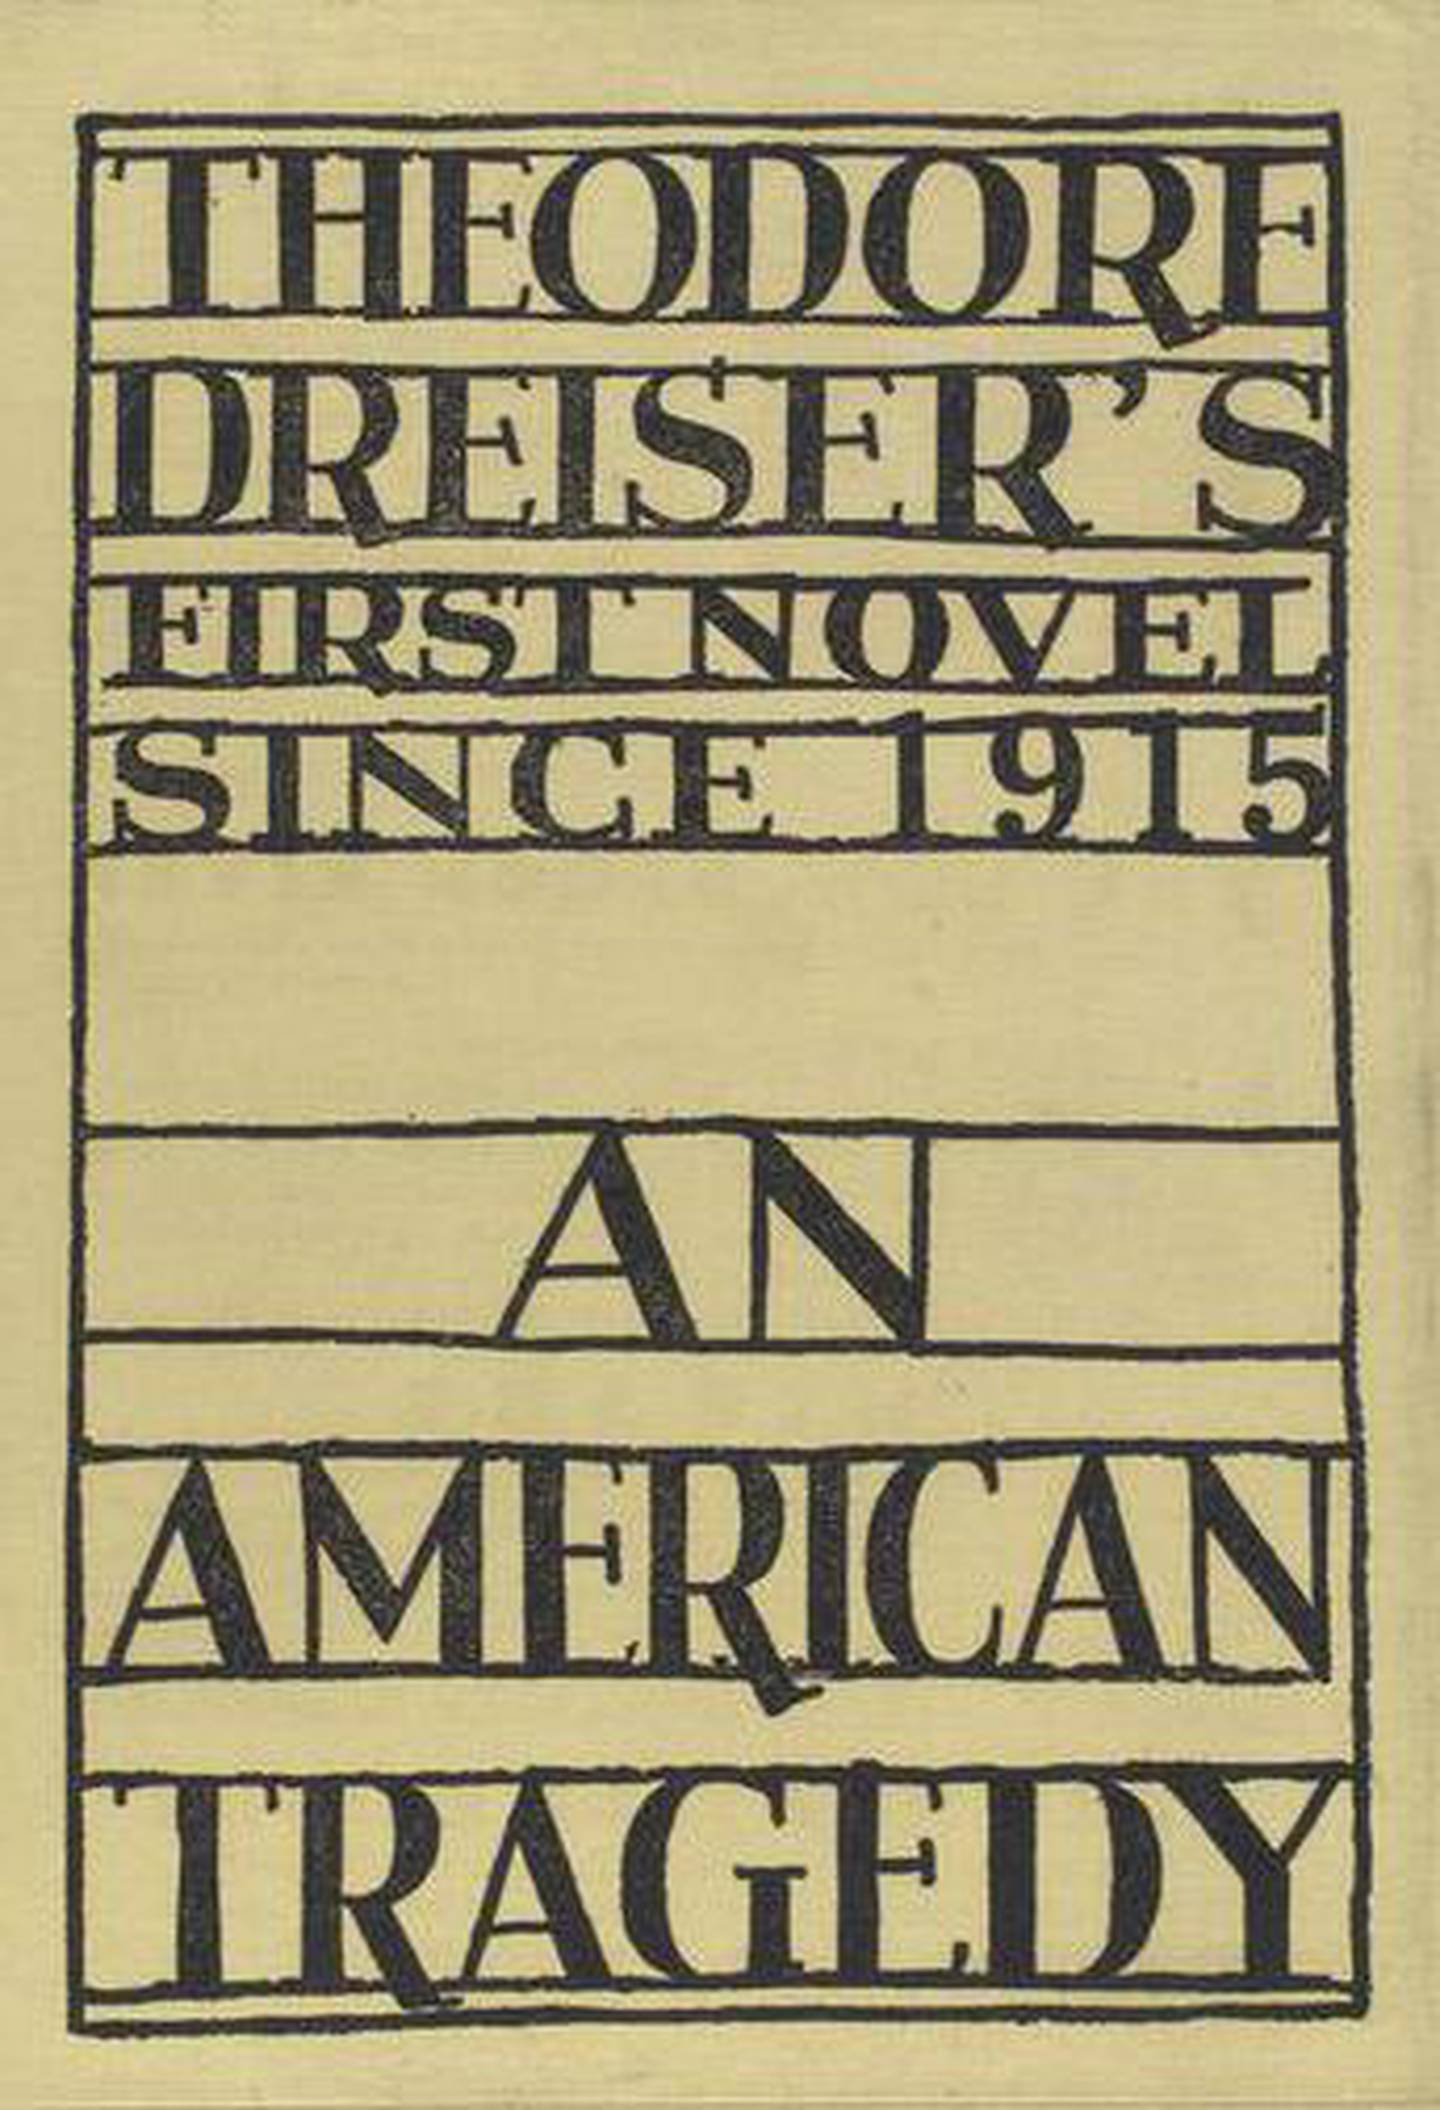 THEODORE
DREISER'S
FIRST NOVEL
SINCE 1915
AN
AMERICAN
TRAGEDY